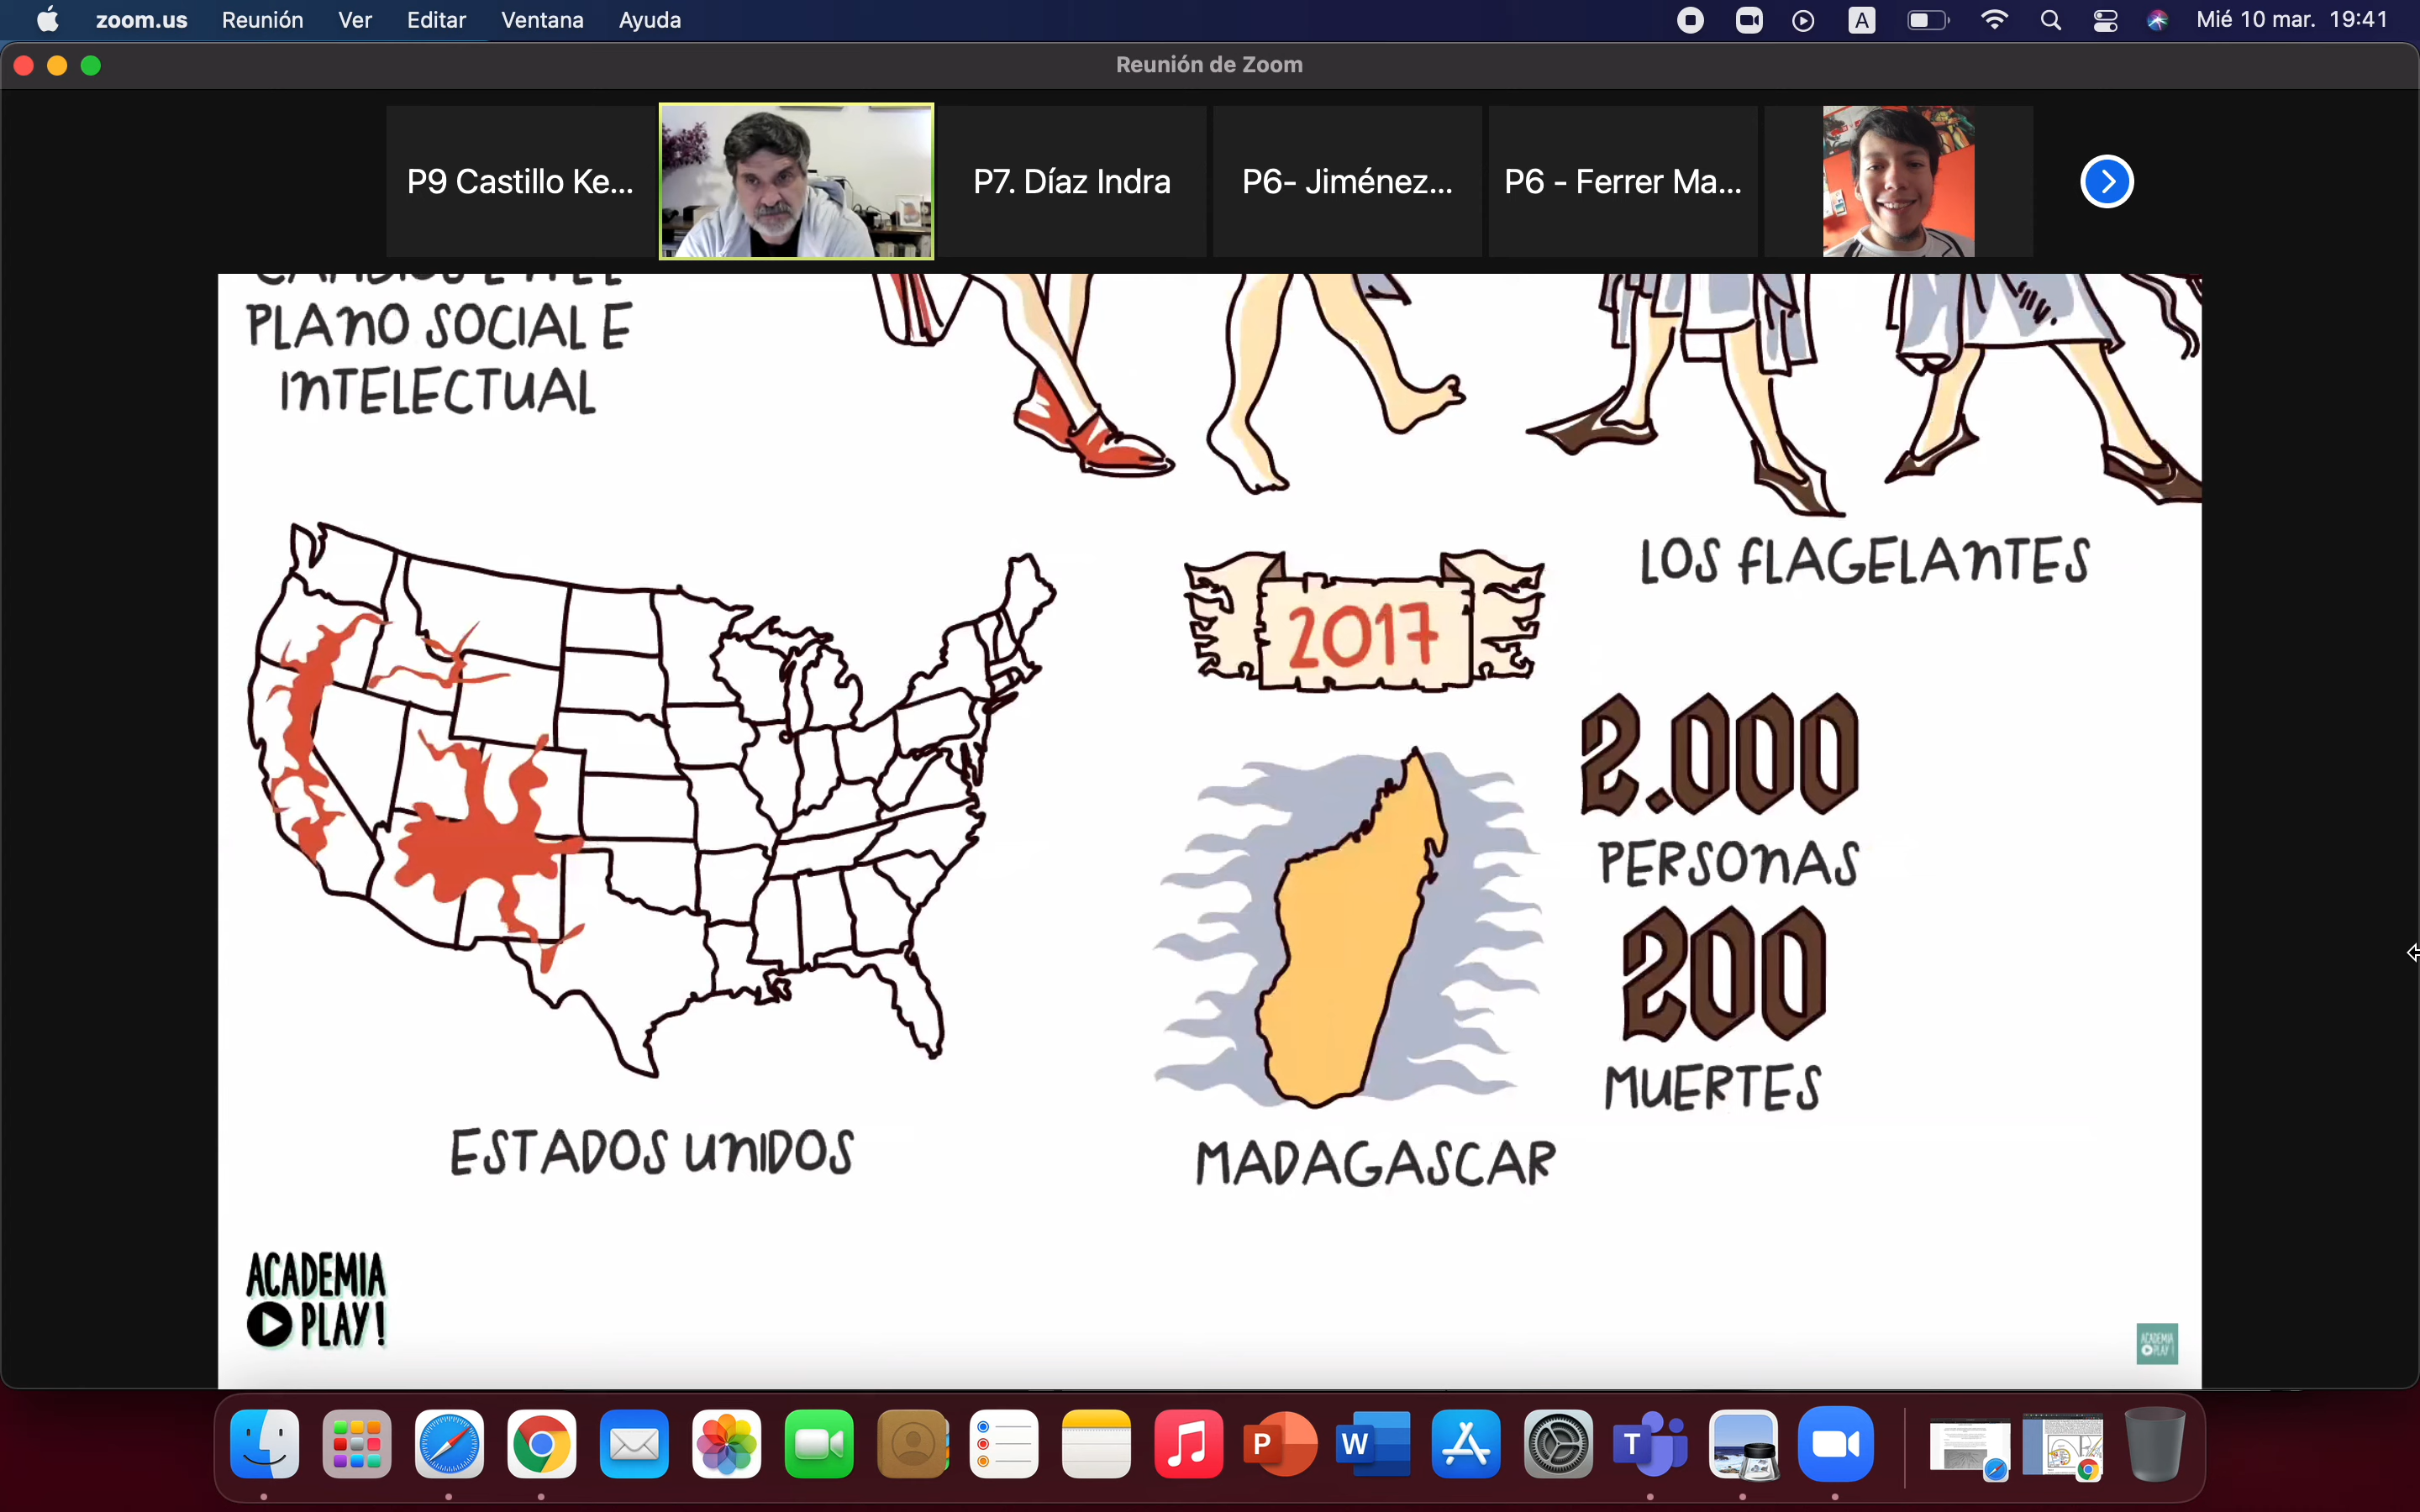 zoom.us Reunión Ver Editar Ventana Ayuda A Mié 10 mar. 19:41
Reunión de Zoom
P9 Castillo Ke... P7. Díaz Indra P6- Jiménez... P6 - Ferrer Ma...
PLANO SOCIAL E
INTELECTUAL
LOS FLAGELANTES
2017
2.000
PERSONAS
200
MUERTES
ESTADOS UNIDOS
MADAGASCAR
ACADEMIA
PLAY!
ACADEMIA
PLAY!
P W T